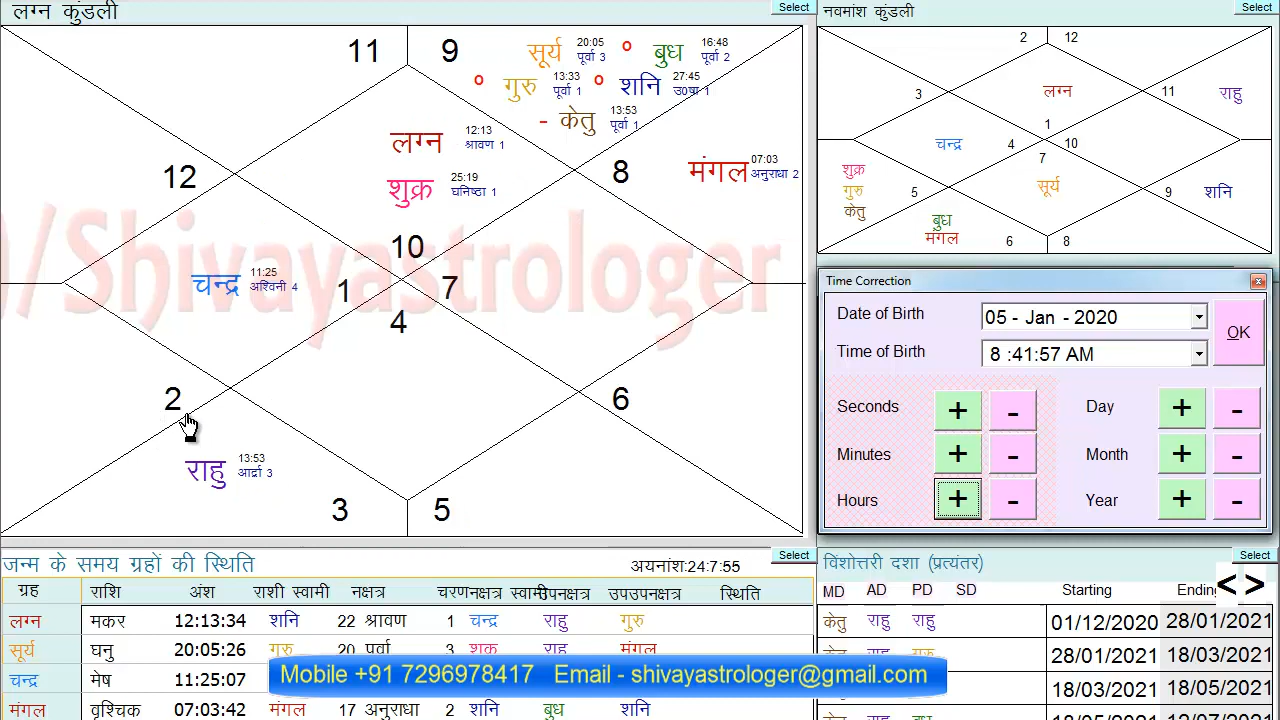 लग्न कुंडली
Select
11
9
सूर्य 20:05 पूर्वा 3
बुध 16:48 पूर्वा 2
गुरु 13:33 पूर्वा 1
शनि 27:45 उ०षा 1
- केतु 13:53 पूर्वा 1
लग्न 12:13 श्रावण 1
शुक्र 25:19 घनिष्ठा 1
12
8
मंगल 07:03 अनुराधा 2
/Shivayastrologer
10
चन्द्र 11:25 अश्विनी 4
1
7
4
2
6
राहु 13:53 आर्द्रा 3
3
5
नवमांश कुंडली
Select
2
12
3
लग्न
11
राहु
1
चन्द्र
4
10
7
शुक्र
गुरु
केतु
5
सूर्य
9
शनि
बुध
मंगल
6
8
Time Correction
Date of Birth
05 - Jan - 2020
Time of Birth
8 :41:57 AM
OK
Seconds + -
Day + -
Minutes + -
Month + -
Hours + -
Year + -
जन्म के समय ग्रहों की स्थिति
Select
अयनांश:24:7:55
ग्रह राशि अंश राशी स्वामी नक्षत्र चरण नक्षत्र स्वामी उपनक्षत्र उपउपनक्षत्र स्थिति
लग्न मकर 12:13:34 शनि 22 श्रावण 1 चन्द्र राहु गुरु
सूर्य धनु 20:05:26 गुरु 20 पूर्वा 3 शुक्र राहु मंगल
चन्द्र मेष 11:25:07
मंगल वृश्चिक 07:03:42 मंगल 17 अनुराधा 2 शनि बुध शनि
विंशोत्तरी दशा (प्रत्यंतर)
Select
< >
MD AD PD SD Starting Ending
केतु राहु राहु 01/12/2020 28/01/2021
केतु राहु गुरु 28/01/2021 18/03/2021
18/03/2021 18/05/2021
Mobile +91 7296978417 Email - shivayastrologer@gmail.com